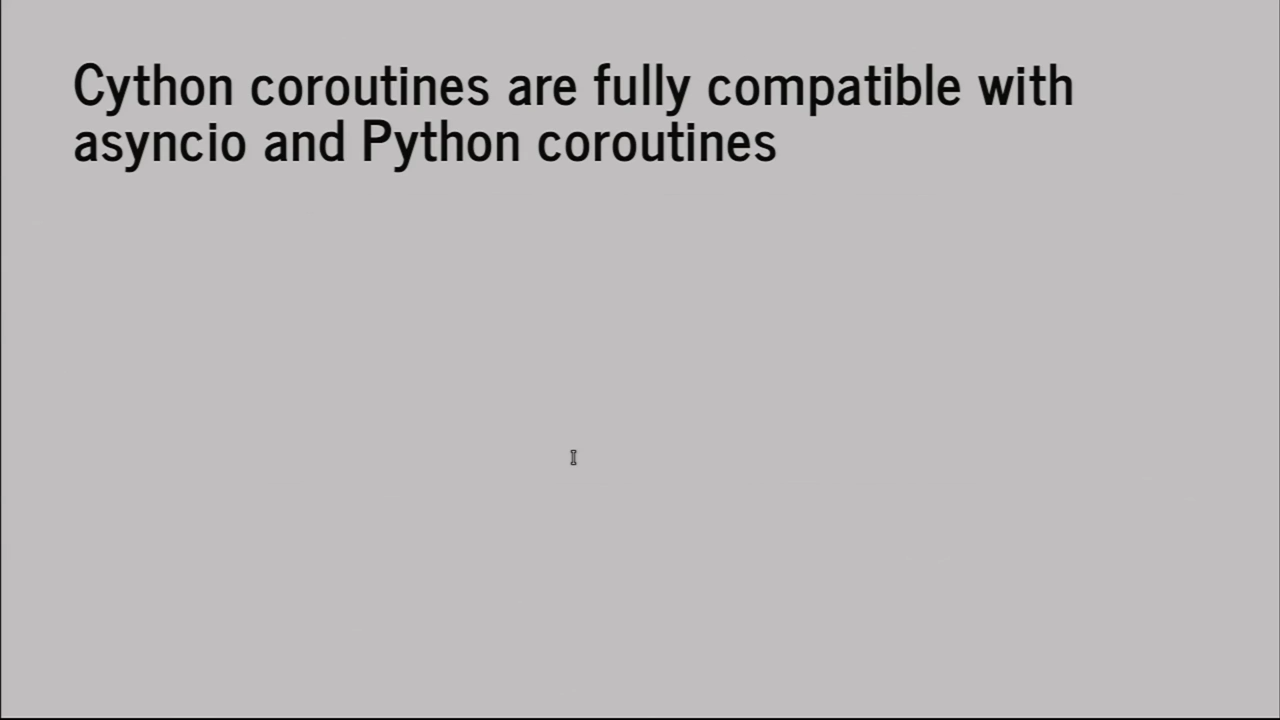 Cython coroutines are fully compatible with
asyncio and Python coroutines